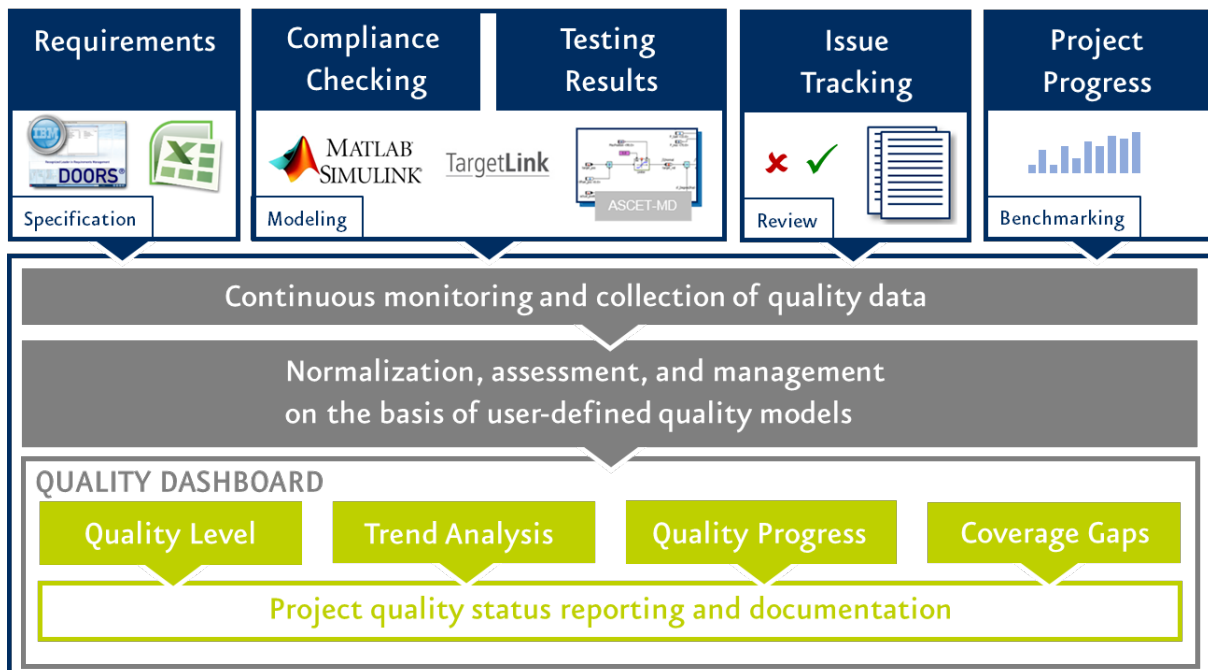 Requirements
Compliance
Checking
Testing
Results
Issue
Tracking
Project
Progress
IBM
DOORS®
MATLAB
SIMULINK®
TargetLink
ASCET-MD
Specification
Modeling
Review
Benchmarking
Continuous monitoring and collection of quality data
Normalization, assessment, and management
on the basis of user-defined quality models
QUALITY DASHBOARD
Quality Level
Trend Analysis
Quality Progress
Coverage Gaps
Project quality status reporting and documentation